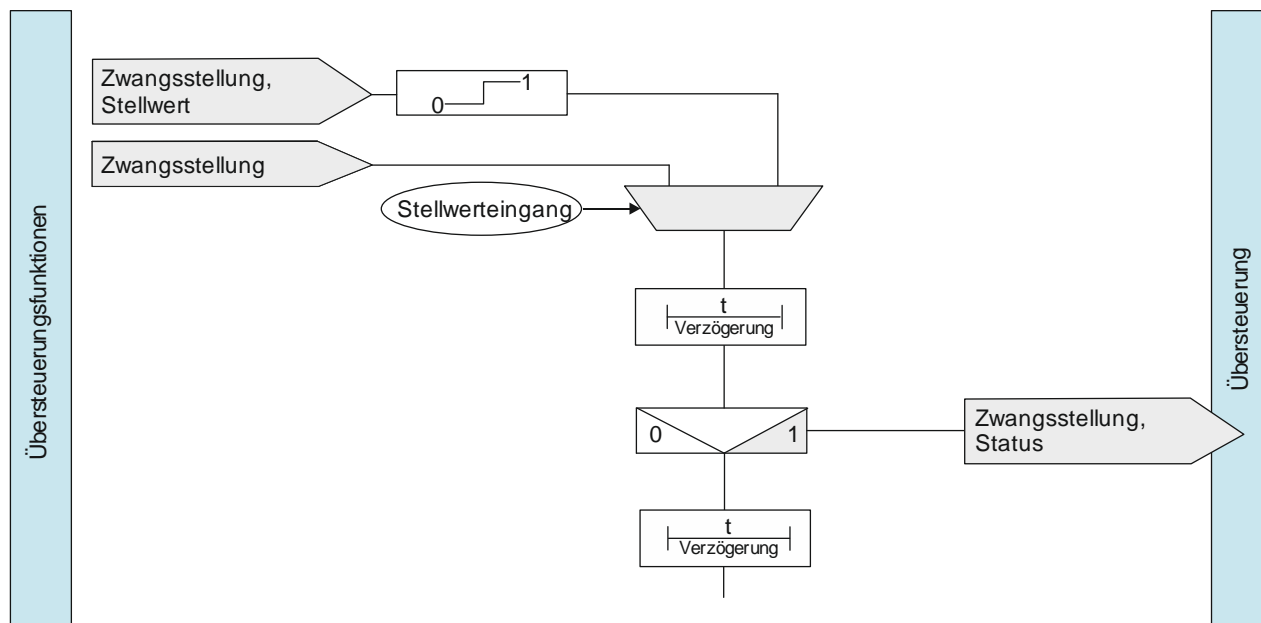 Übersteuerungsfunktionen
Zwangsstellung,
Stellwert
0 1
Zwangsstellung
Stellwerteingang
t
Verzögerung
0 1
Zwangsstellung,
Status
t
Verzögerung
Übersteuerung